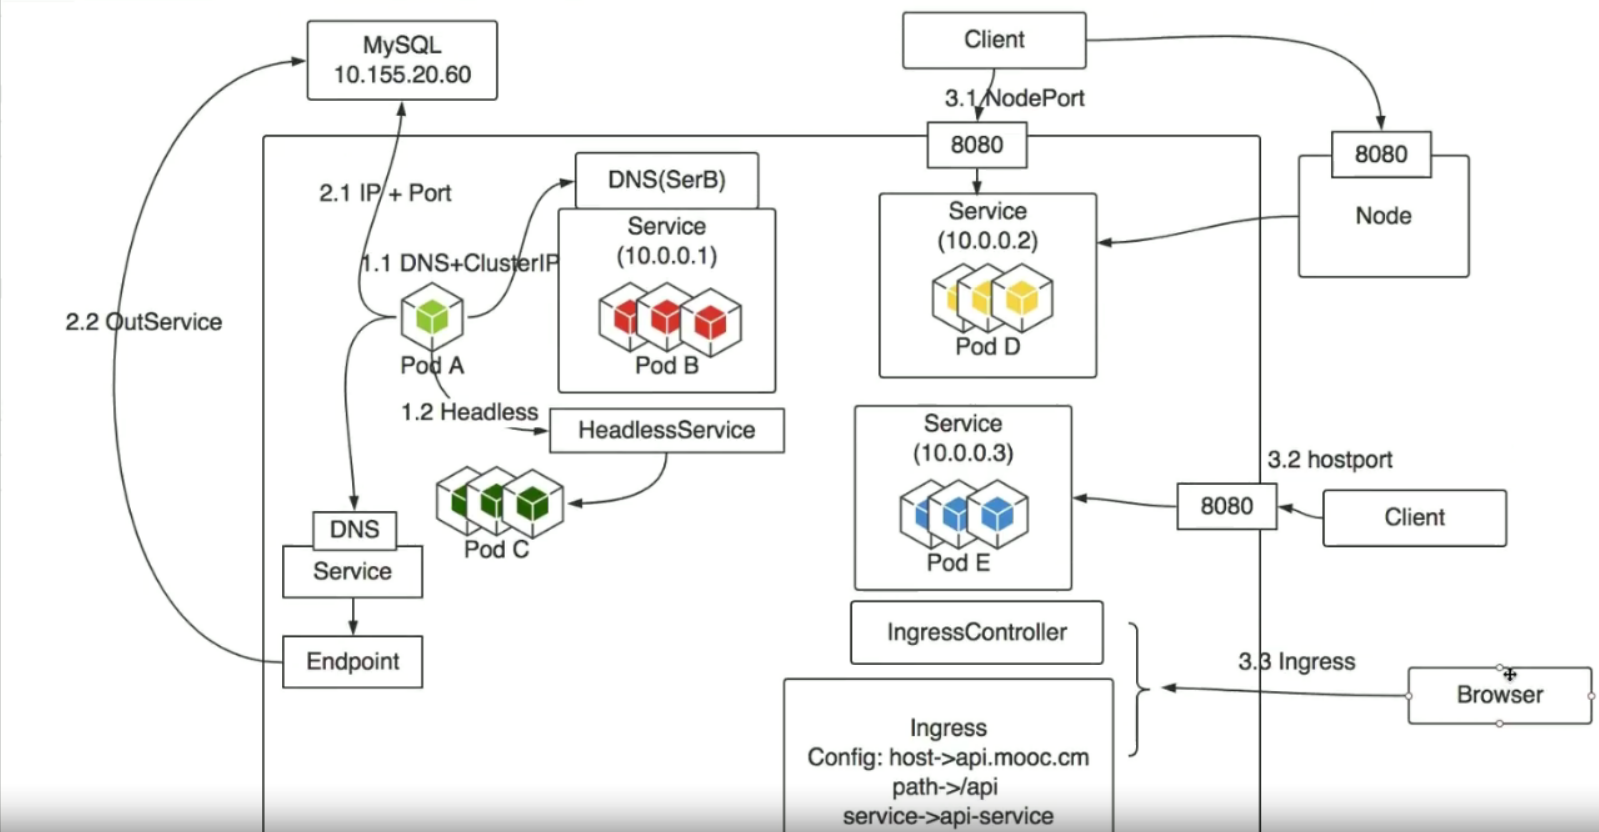 MySQL
10.155.20.60
Client
3.1 NodePort
8080
8080
Node
2.1 IP + Port
DNS(SerB)
Service
(10.0.0.1)
Pod B
1.1 DNS+ClusterIP
Service
(10.0.0.2)
Pod D
2.2 OutService
Pod A
1.2 Headless
HeadlessService
Pod C
Service
(10.0.0.3)
Pod E
3.2 hostport
8080
Client
DNS
Service
Endpoint
IngressController
3.3 Ingress
Browser
Ingress
Config: host->api.mooc.cm
path->/api
service->api-service